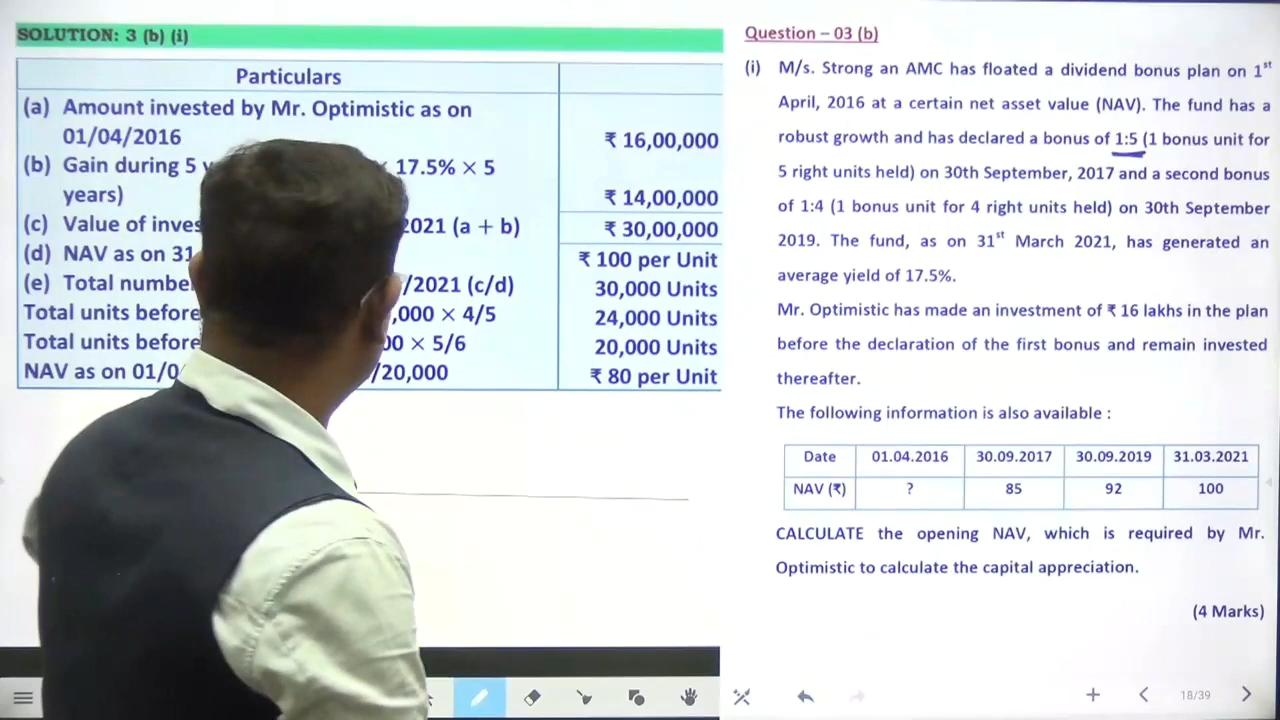 SOLUTION: 3 (b) (i)
Particulars
(a) Amount invested by Mr. Optimistic as on
01/04/2016 ₹ 16,00,000
(b) Gain during 5 17.5% × 5
years) ₹ 14,00,000
(c) Value of 2021 (a + b) ₹ 30,00,000
(d) NAV as on 31 ₹ 100 per Unit
(e) Total /2021 (c/d) 30,000 Units
Total units before ,000 × 4/5 24,000 Units
Total units before 00 × 5/6 20,000 Units
NAV as on 01/0 /20,000 ₹ 80 per Unit
Question – 03 (b)
(i) M/s. Strong an AMC has floated a dividend bonus plan on 1st
April, 2016 at a certain net asset value (NAV). The fund has a
robust growth and has declared a bonus of 1:5 (1 bonus unit for
5 right units held) on 30th September, 2017 and a second bonus
of 1:4 (1 bonus unit for 4 right units held) on 30th September
2019. The fund, as on 31st March 2021, has generated an
average yield of 17.5%.
Mr. Optimistic has made an investment of ₹ 16 lakhs in the plan
before the declaration of the first bonus and remain invested
thereafter.
The following information is also available :
Date 01.04.2016 30.09.2017 30.09.2019 31.03.2021
NAV (₹) ? 85 92 100
CALCULATE the opening NAV, which is required by Mr.
Optimistic to calculate the capital appreciation.
(4 Marks)
18/39